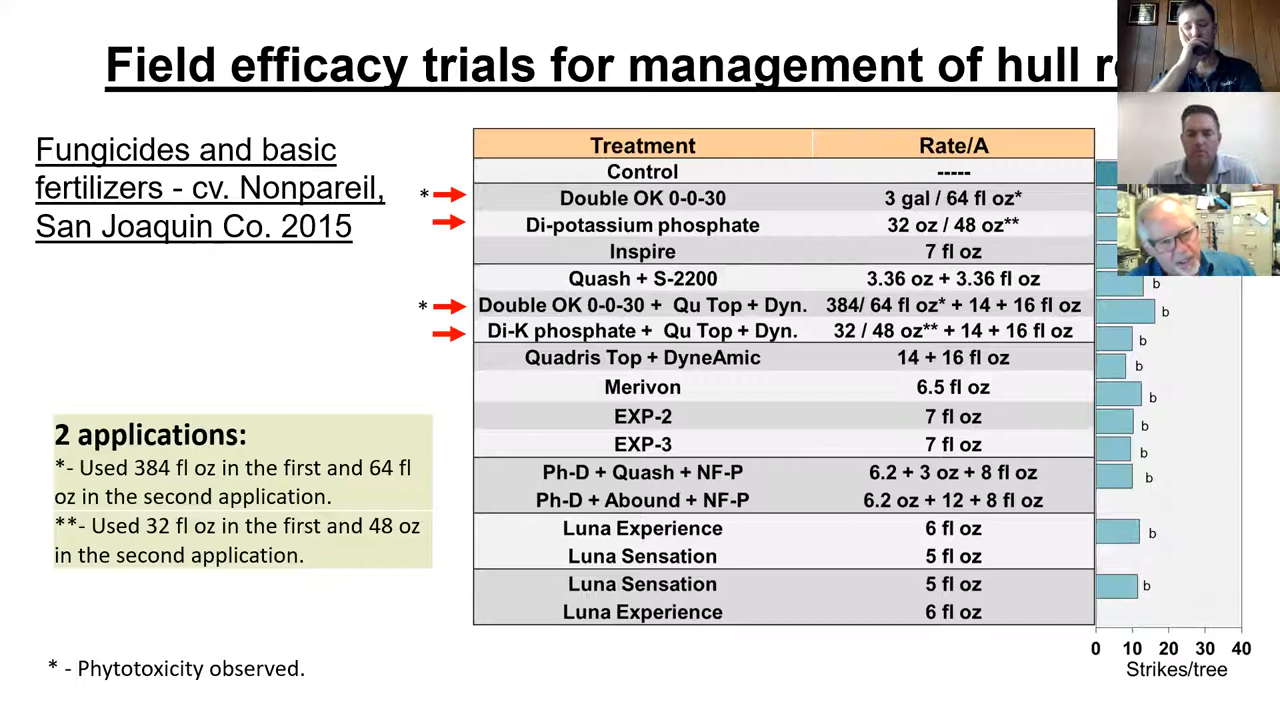 Field efficacy trials for management of hull
Fungicides and basic
fertilizers - cv. Nonpareil,
San Joaquin Co. 2015
Treatment Rate/A
Control -----
* Double OK 0-0-30 3 gal / 64 fl oz*
Di-potassium phosphate 32 oz / 48 oz**
Inspire 7 fl oz
Quash + S-2200 3.36 oz + 3.36 fl oz b
* Double OK 0-0-30 + Qu Top + Dyn. 384/ 64 fl oz* + 14 + 16 fl oz b
Di-K phosphate + Qu Top + Dyn. 32 / 48 oz** + 14 + 16 fl oz b
Quadris Top + DyneAmic 14 + 16 fl oz b
Merivon 6.5 fl oz b
EXP-2 7 fl oz b
EXP-3 7 fl oz b
Ph-D + Quash + NF-P 6.2 + 3 oz + 8 fl oz b
Ph-D + Abound + NF-P 6.2 oz + 12 + 8 fl oz
Luna Experience 6 fl oz b
Luna Sensation 5 fl oz
Luna Sensation 5 fl oz b
Luna Experience 6 fl oz
0 10 20 30 40
Strikes/tree
2 applications:
*- Used 384 fl oz in the first and 64 fl
oz in the second application.
**- Used 32 fl oz in the first and 48 oz
in the second application.
* - Phytotoxicity observed.